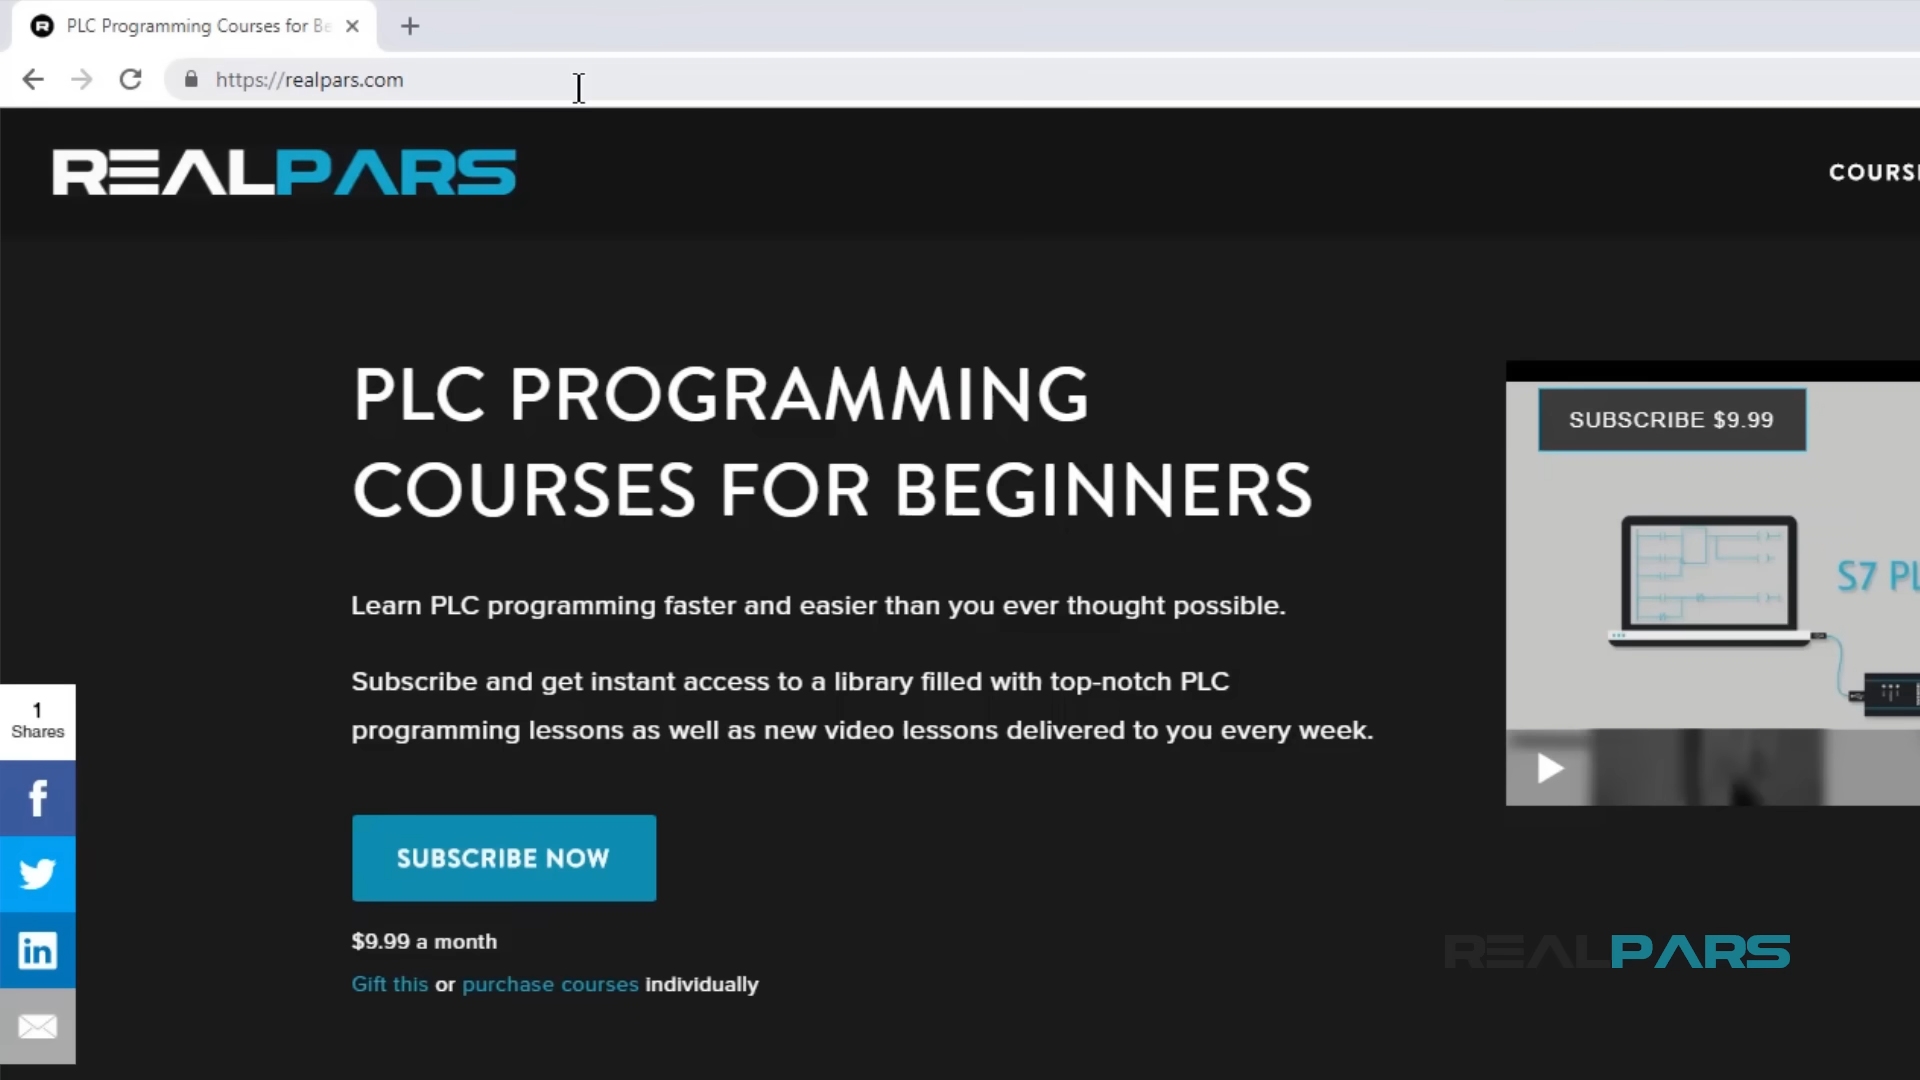 PLC Programming Courses for Be
https://realpars.com
REALPARS
COURSE
PLC PROGRAMMING
COURSES FOR BEGINNERS
Learn PLC programming faster and easier than you ever thought possible.
Subscribe and get instant access to a library filled with top-notch PLC
programming lessons as well as new video lessons delivered to you every week.
SUBSCRIBE NOW
$9.99 a month
Gift this or purchase courses individually
SUBSCRIBE $9.99
S7 PL
1
Shares
f
in
REALPARS